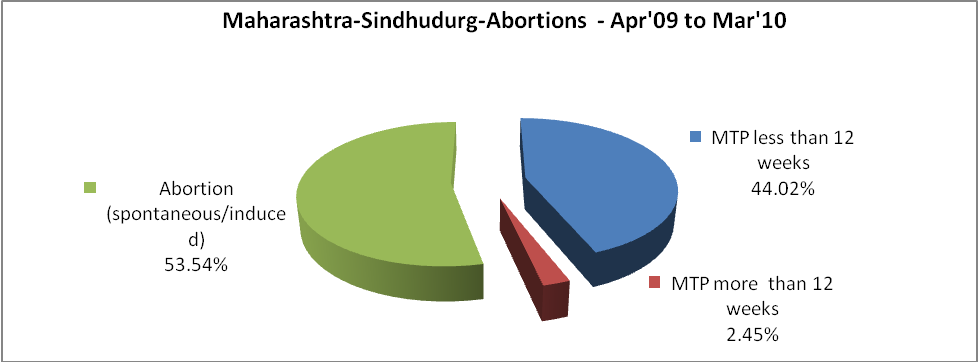 Maharashtra-Sindhudurg-Abortions - Apr'09 to Mar'10
MTP less than 12
weeks
44.02%
Abortion
(spontaneous/induce
d)
53.54%
MTP more than 12
weeks
2.45%